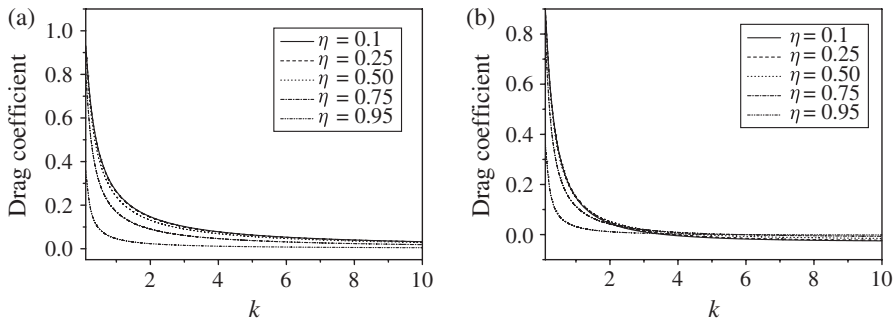 (a)
1.0
0.8
0.6
0.4
0.2
0.0
Drag coefficient
η = 0.1
η = 0.25
η = 0.50
η = 0.75
η = 0.95
2
4
6
8
10
k
(b)
0.8
0.6
0.4
0.2
0.0
Drag coefficient
η = 0.1
η = 0.25
η = 0.50
η = 0.75
η = 0.95
2
4
6
8
10
k